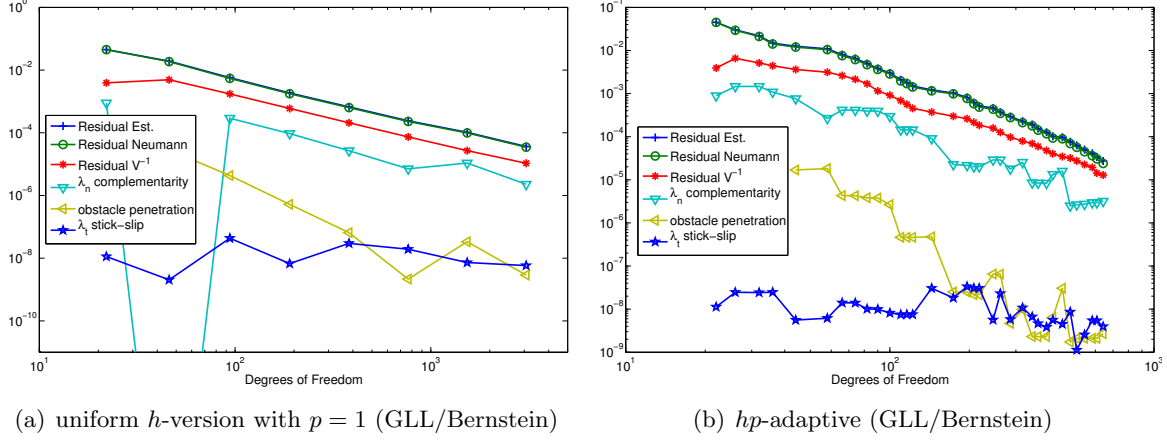 10^0
10^{-2}
10^{-4}
10^{-6}
10^{-8}
10^{-10}
10^1
10^2
10^3
Degrees of Freedom
Residual Est.
Residual Neumann
Residual V^{-1}
λ_n complementarity
obstacle penetration
λ_t stick-slip
(a) uniform h-version with p = 1 (GLL/Bernstein)
10^0
10^{-1}
10^{-2}
10^{-3}
10^{-4}
10^{-5}
10^{-6}
10^{-7}
10^{-8}
10^{-9}
10^1
10^2
10^3
Degrees of Freedom
Residual Est.
Residual Neumann
Residual V^{-1}
λ_n complementarity
obstacle penetration
λ_t stick-slip
(b) hp-adaptive (GLL/Bernstein)